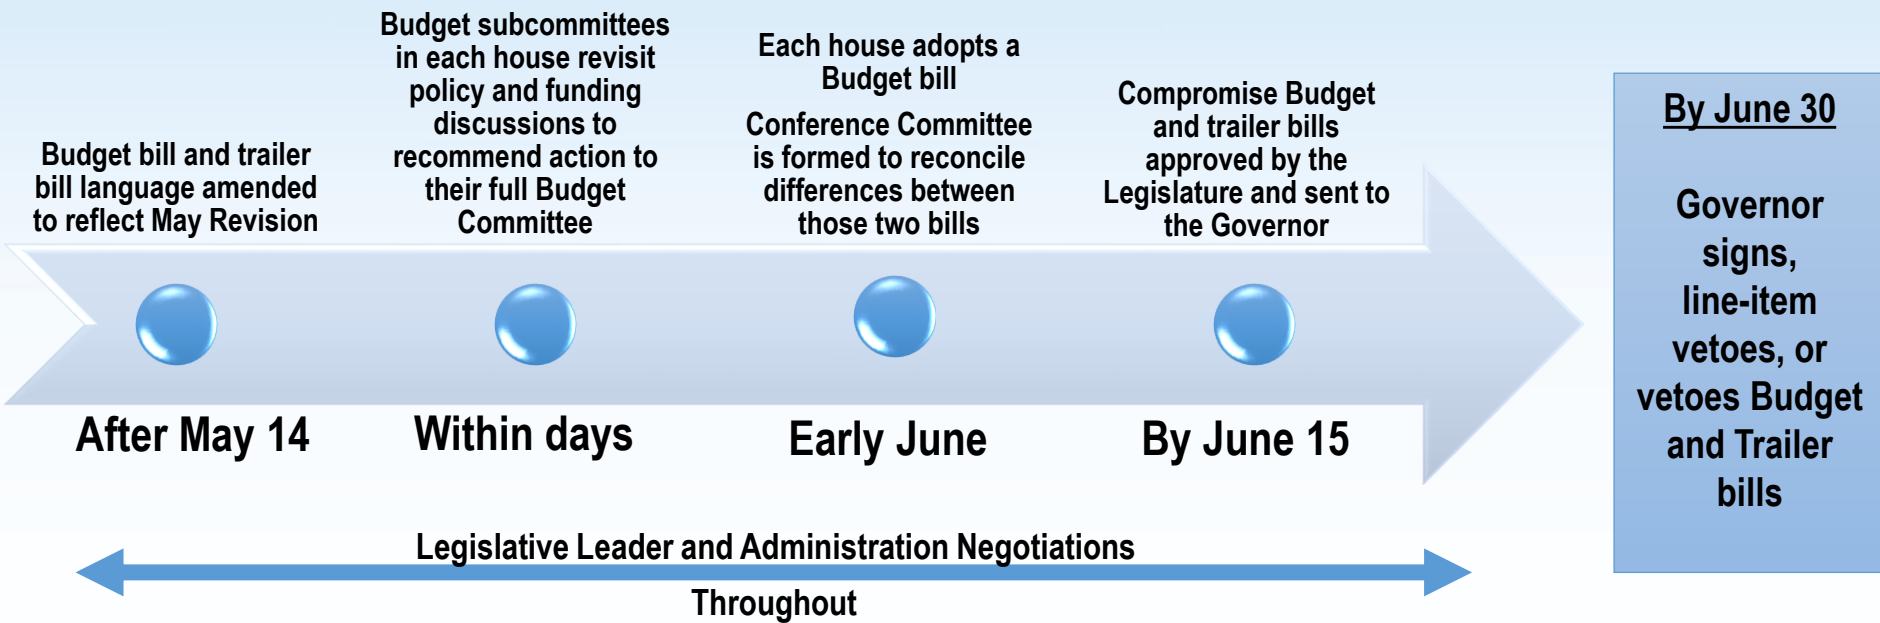 Budget bill and trailer
bill language amended
to reflect May Revision
After May 14
Budget subcommittees
in each house revisit
policy and funding
discussions to
recommend action to
their full Budget
Committee
Within days
Each house adopts a
Budget bill
Conference Committee
is formed to reconcile
differences between
those two bills
Early June
Compromise Budget
and trailer bills
approved by the
Legislature and sent to
the Governor
By June 15
By June 30
Governor
signs,
line-item
vetoes, or
vetoes Budget
and Trailer
bills
Legislative Leader and Administration Negotiations
Throughout